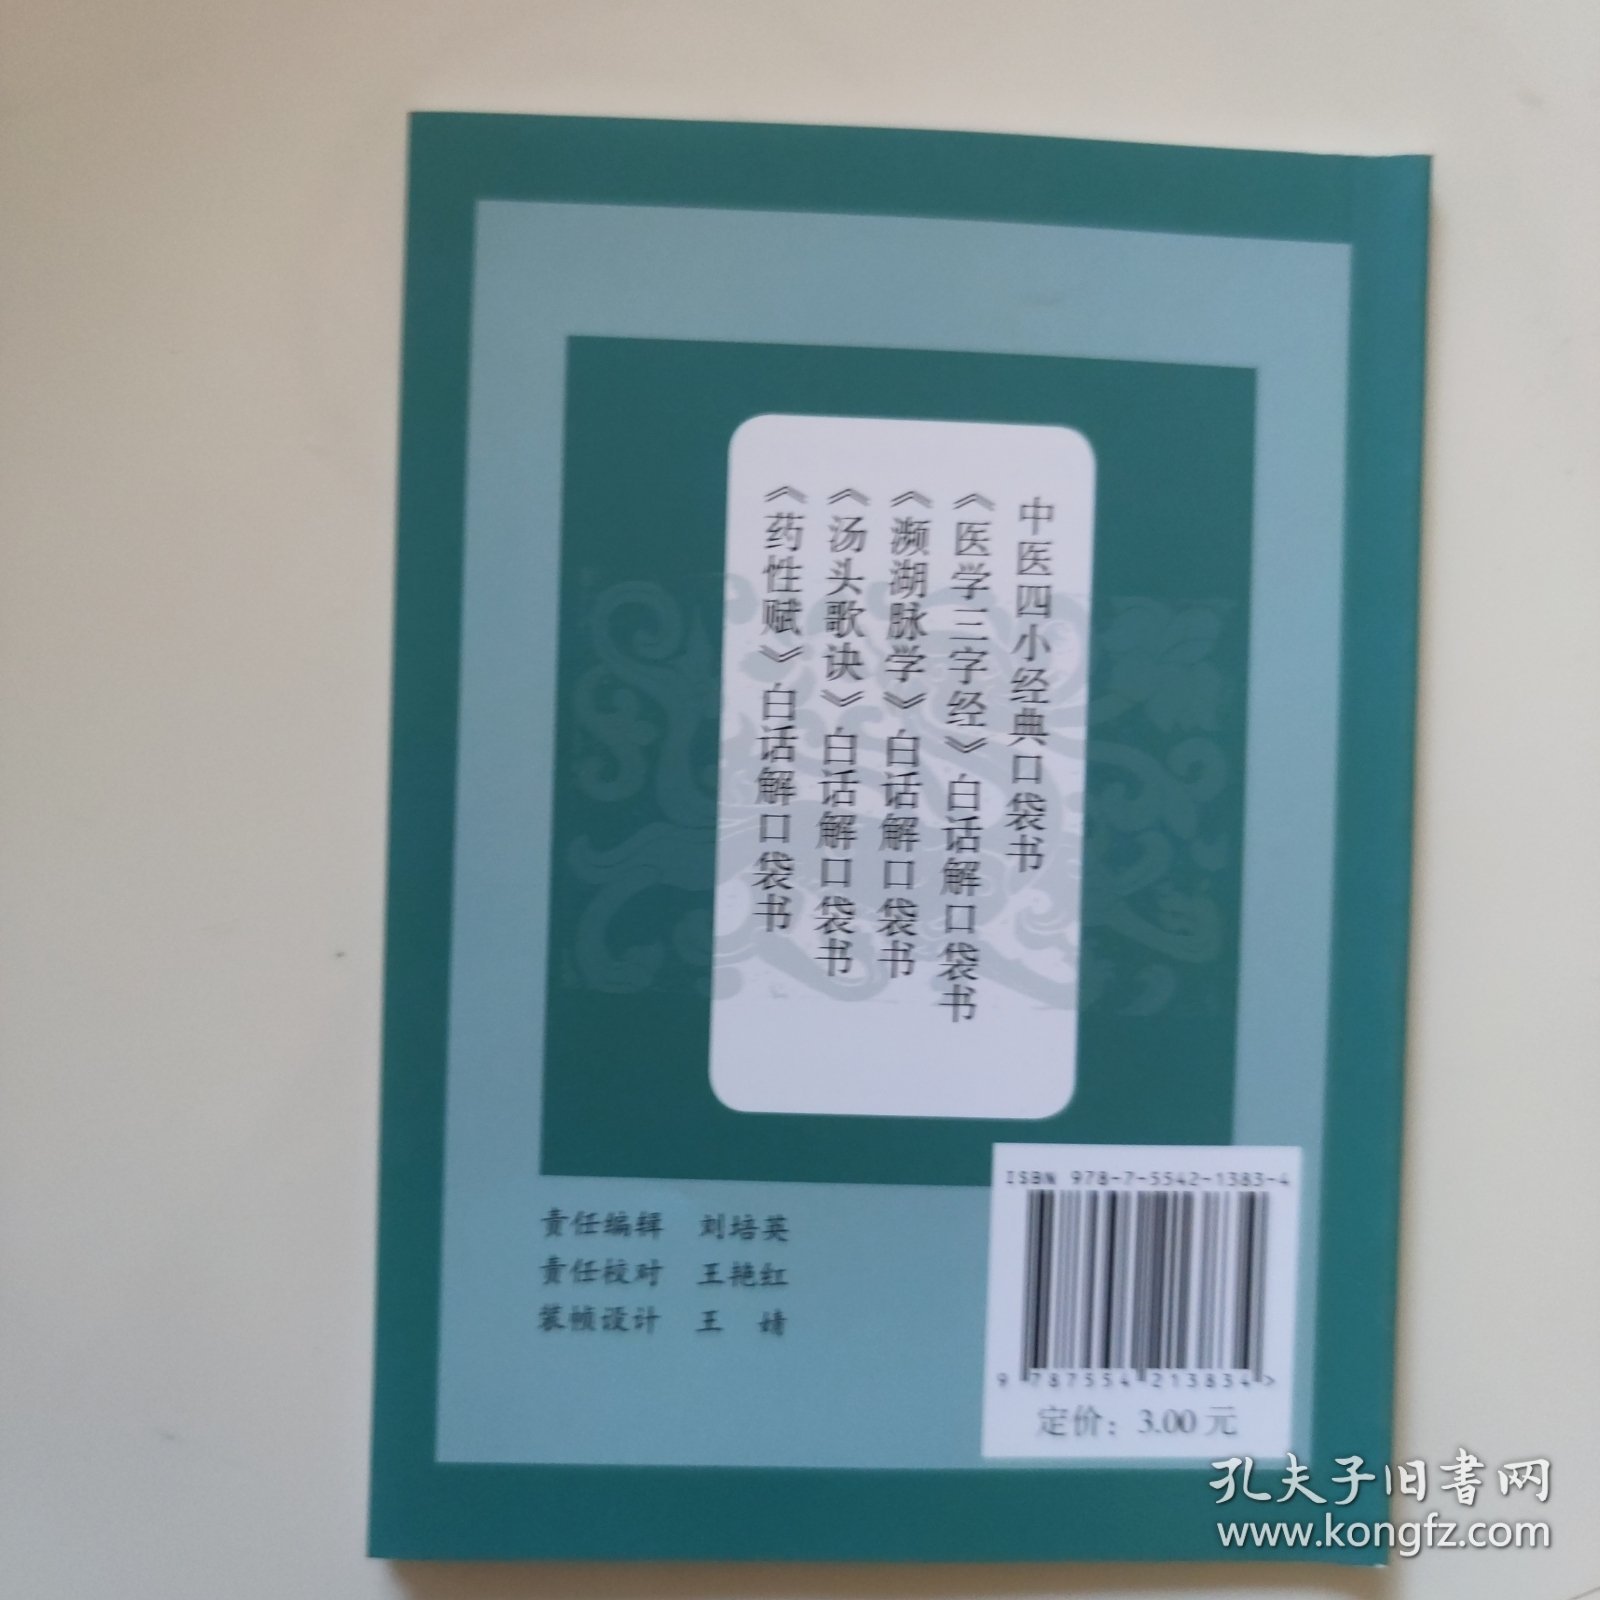 中医四小经典口袋书
《医学三字经》白话解口袋书
《濒湖脉学》白话解口袋书
《汤头歌诀》白话解口袋书
《药性赋》白话解口袋书
责任编辑 刘培英
责任校对 王艳红
装帧设计 王 婧
ISBN 978-7-5542-1383-4
9 787554 213834 >
定价：3.00 元
孔夫子旧书网
www.kongfz.com